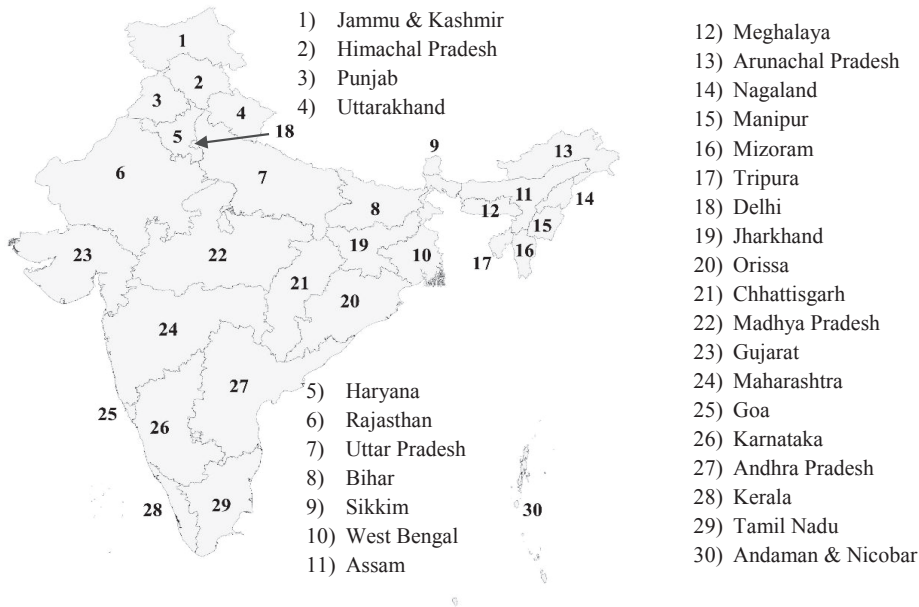 1) Jammu & Kashmir
2) Himachal Pradesh
3) Punjab
4) Uttarakhand
5) Haryana
6) Rajasthan
7) Uttar Pradesh
8) Bihar
9) Sikkim
10) West Bengal
11) Assam
12) Meghalaya
13) Arunachal Pradesh
14) Nagaland
15) Manipur
16) Mizoram
17) Tripura
18) Delhi
19) Jharkhand
20) Orissa
21) Chhattisgarh
22) Madhya Pradesh
23) Gujarat
24) Maharashtra
25) Goa
26) Karnataka
27) Andhra Pradesh
28) Kerala
29) Tamil Nadu
30) Andaman & Nicobar
1
2
3
4
5
18
6
7
9
13
8
11
14
12
15
23
22
19
10
16
17
21
20
24
27
25
26
28
29
30